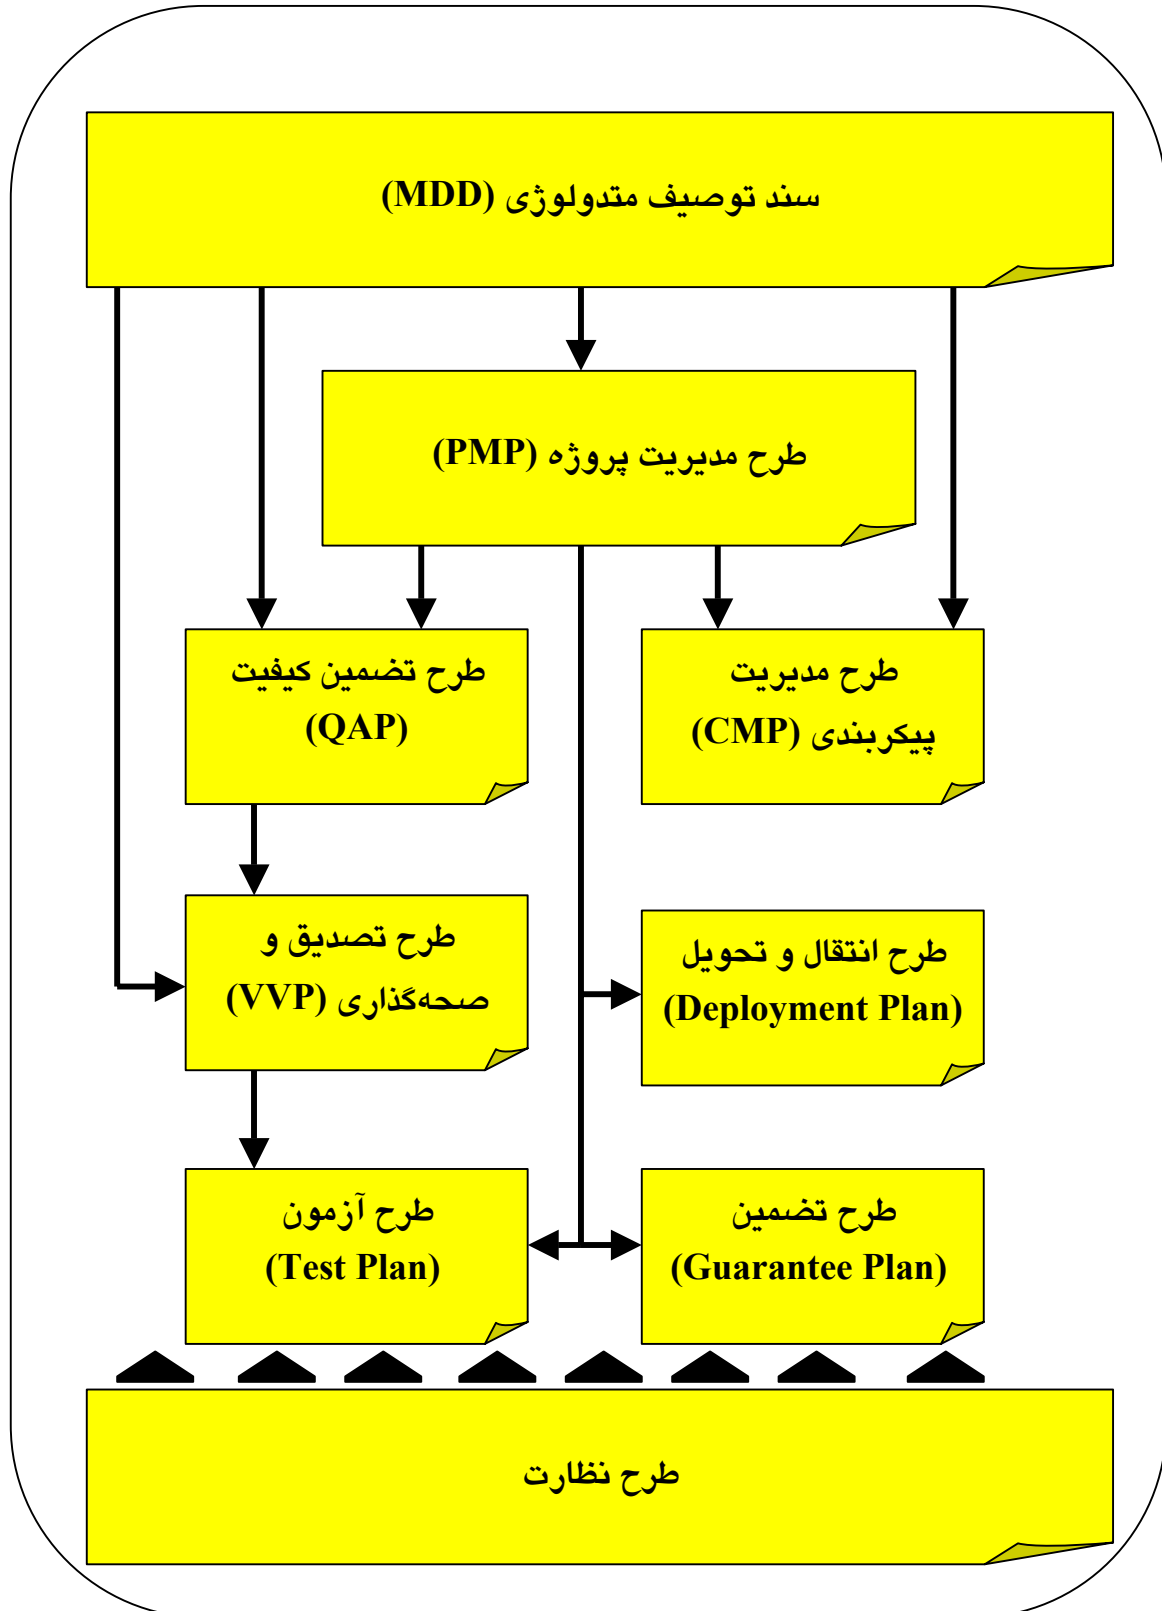 سند توصیف متدولوژی (MDD)
طرح مدیریت پروژه (PMP)
طرح مدیریت
پیکربندی (CMP)
طرح تضمین کیفیت
(QAP)
طرح انتقال و تحویل
(Deployment Plan)
طرح تصدیق و
صحه‌گذاری (VVP)
طرح تضمین
(Guarantee Plan)
طرح آزمون
(Test Plan)
طرح نظارت